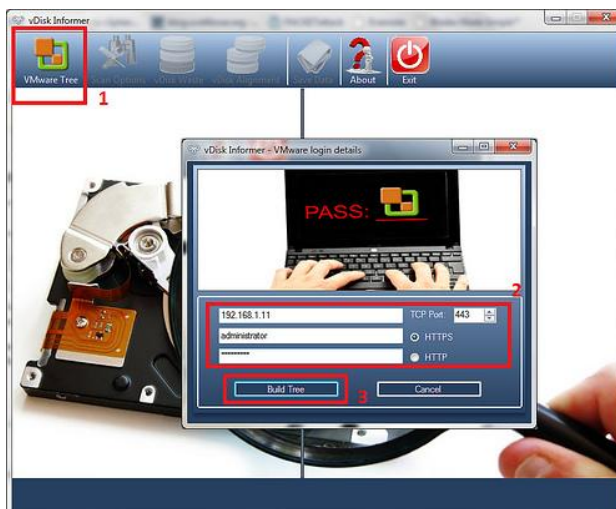 vDisk Informer
VMware Tree
Scan Options
vDisk Waste
vDisk Alignment
Save Data
About
Exit
1
vDisk Informer - VMware login details
PASS:
2
192.168.1.11
TCP Port: 443
administrator
HTTPS
*********
HTTP
Build Tree
3
Cancel